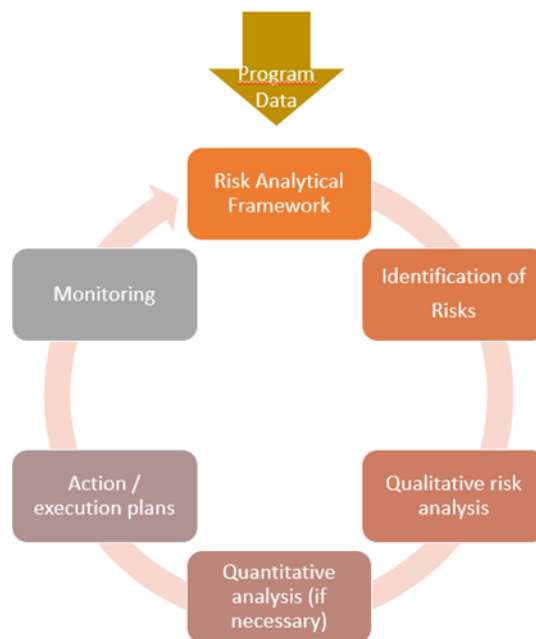 Program
Data
Risk Analytical
Framework
Identification of
Risks
Qualitative risk
analysis
Quantitative
analysis (if
necessary)
Action /
execution plans
Monitoring